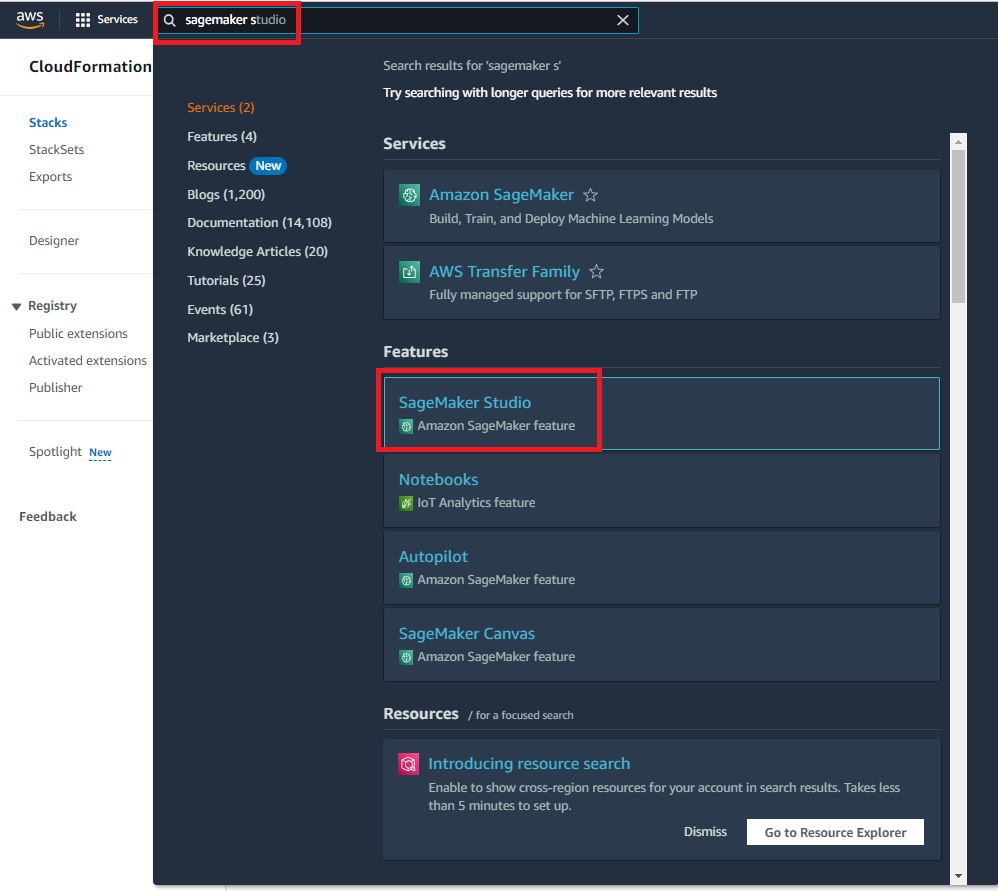 aws
Services
sagemaker studio
CloudFormation
Stacks
StackSets
Exports
Designer
Registry
Public extensions
Activated extensions
Publisher
Spotlight New
Feedback
Services (2)
Features (4)
Resources New
Blogs (1,200)
Documentation (14,108)
Knowledge Articles (20)
Tutorials (25)
Events (61)
Marketplace (3)
Search results for 'sagemaker s'
Try searching with longer queries for more relevant results
Services
Amazon SageMaker
Build, Train, and Deploy Machine Learning Models
AWS Transfer Family
Fully managed support for SFTP, FTPS and FTP
Features
SageMaker Studio
Amazon SageMaker feature
Notebooks
IoT Analytics feature
Autopilot
Amazon SageMaker feature
SageMaker Canvas
Amazon SageMaker feature
Resources / for a focused search
Introducing resource search
Enable to show cross-region resources for your account in search results. Takes less
than 5 minutes to set up.
Dismiss Go to Resource Explorer